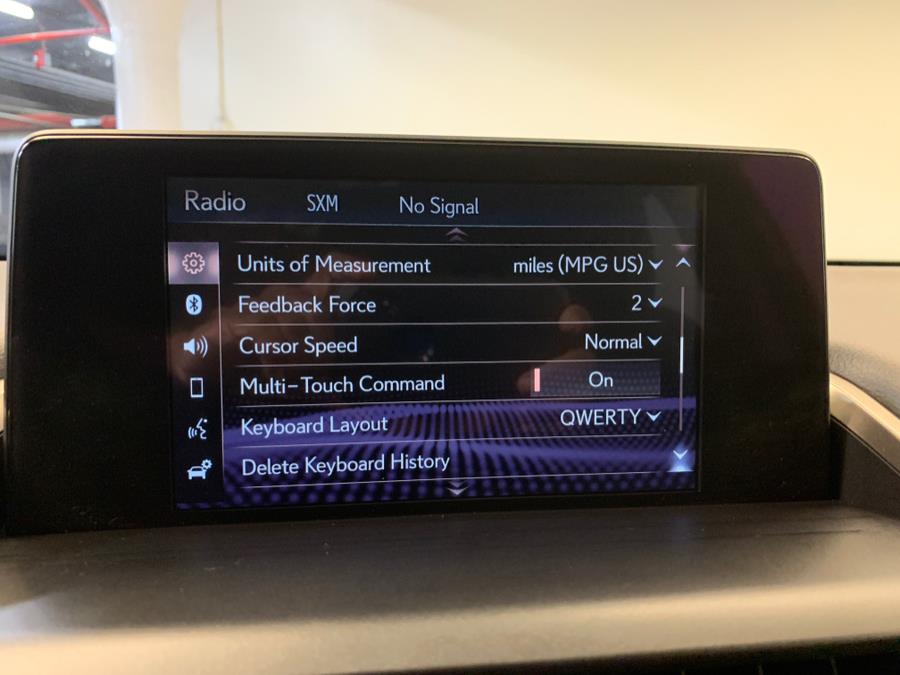 Radio SXM No Signal
Units of Measurement miles (MPG US)
Feedback Force 2
Cursor Speed Normal
Multi-Touch Command On
Keyboard Layout QWERTY
Delete Keyboard History